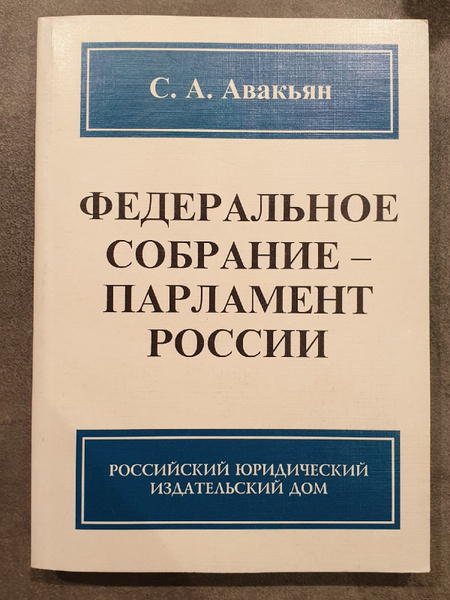 С. А. Авакьян
ФЕДЕРАЛЬНОЕ
СОБРАНИЕ –
ПАРЛАМЕНТ
РОССИИ
РОССИЙСКИЙ ЮРИДИЧЕСКИЙ
ИЗДАТЕЛЬСКИЙ ДОМ